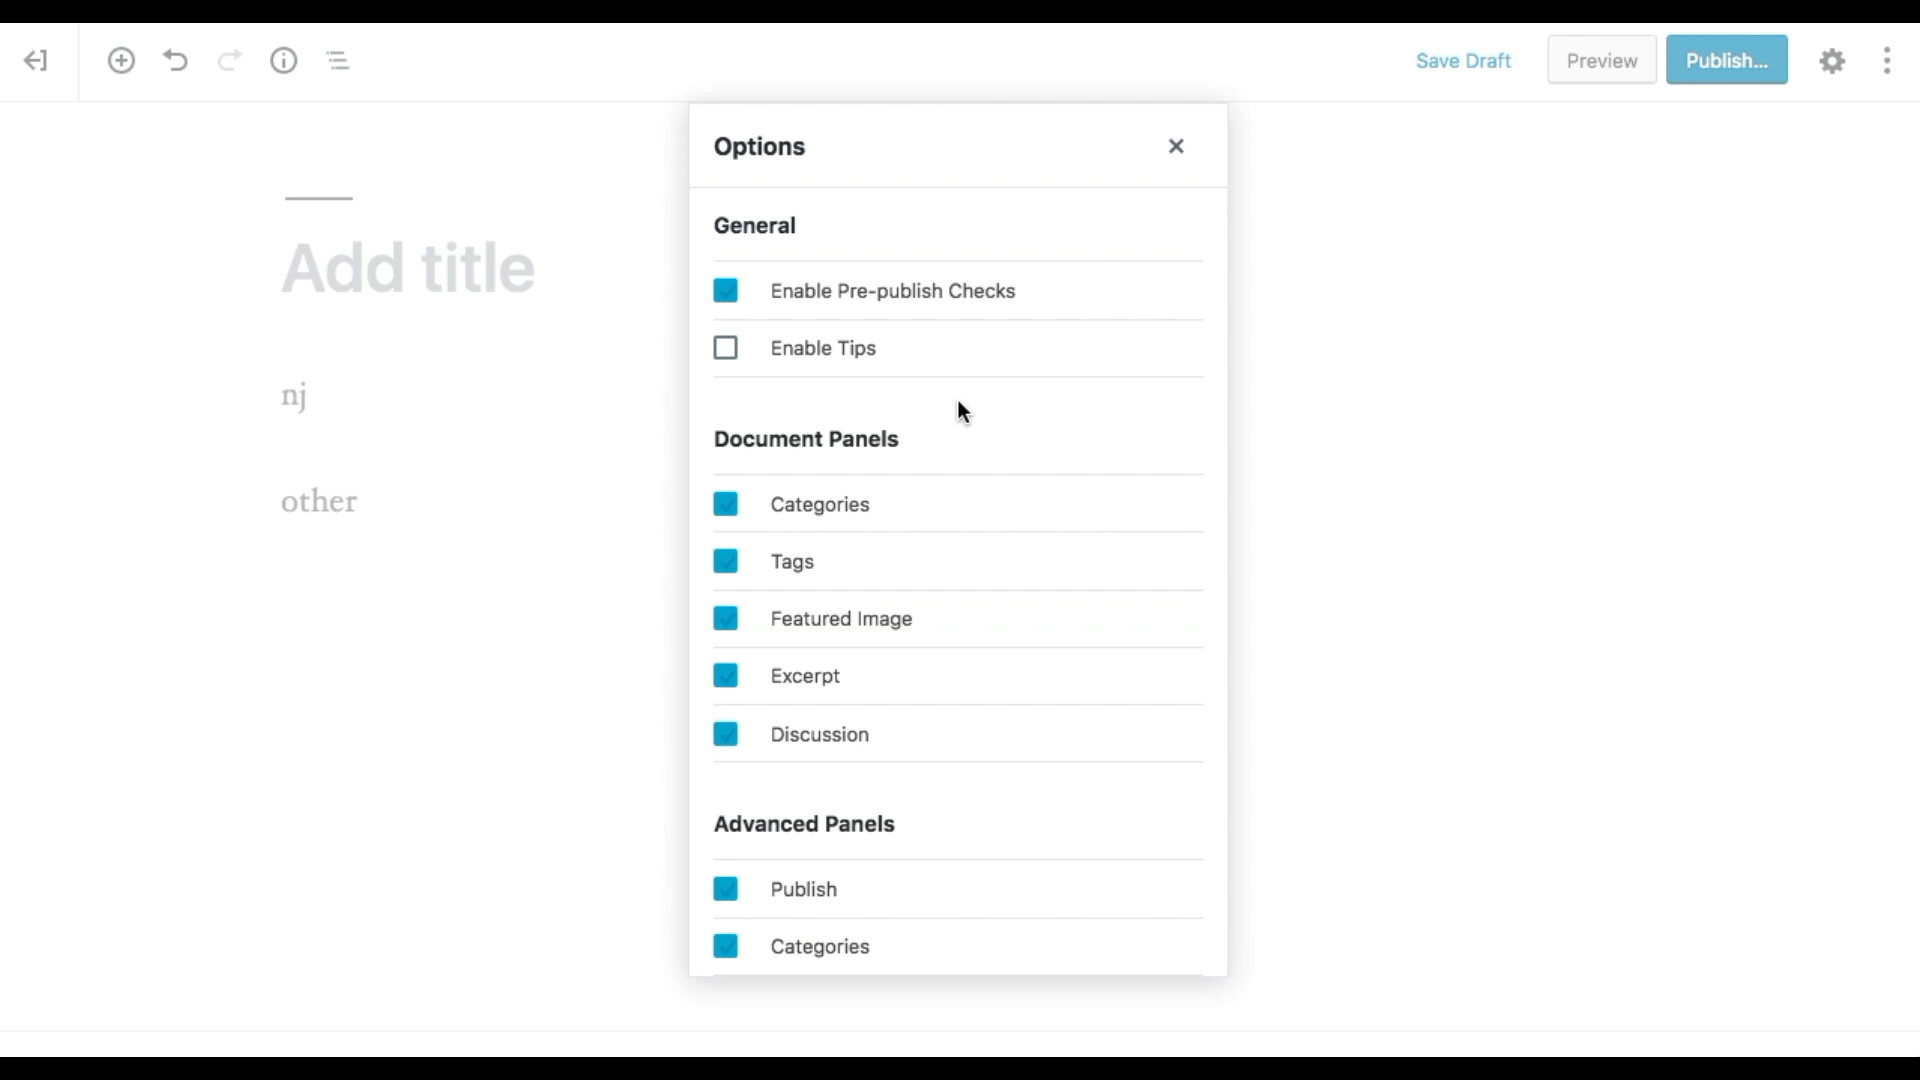 Save Draft
Preview
Publish...
Options
General
Add title
Enable Pre-publish Checks
Enable Tips
nj
Document Panels
other
Categories
Tags
Featured Image
Excerpt
Discussion
Advanced Panels
Publish
Categories